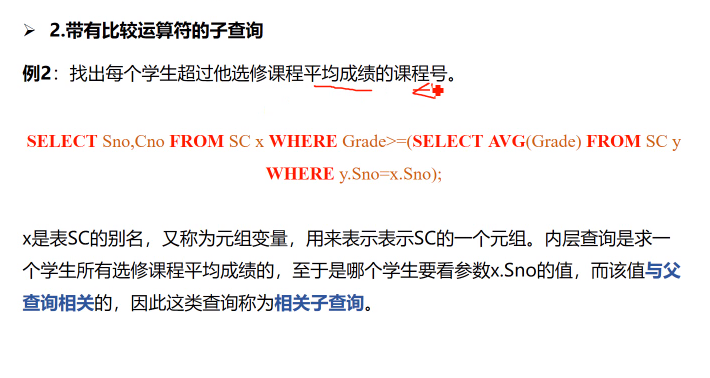 ➢ 2.带有比较运算符的子查询
例2：找出每个学生超过他选修课程平均成绩的课程号。
SELECT Sno,Cno FROM SC x WHERE Grade>=(SELECT AVG(Grade) FROM SC y
WHERE y.Sno=x.Sno);
x是表SC的别名，又称为元组变量，用来表示表示SC的一个元组。内层查询是求一
个学生所有选修课程平均成绩的，至于是哪个学生要看参数x.Sno的值，而该值与父
查询相关的，因此这类查询称为相关子查询。